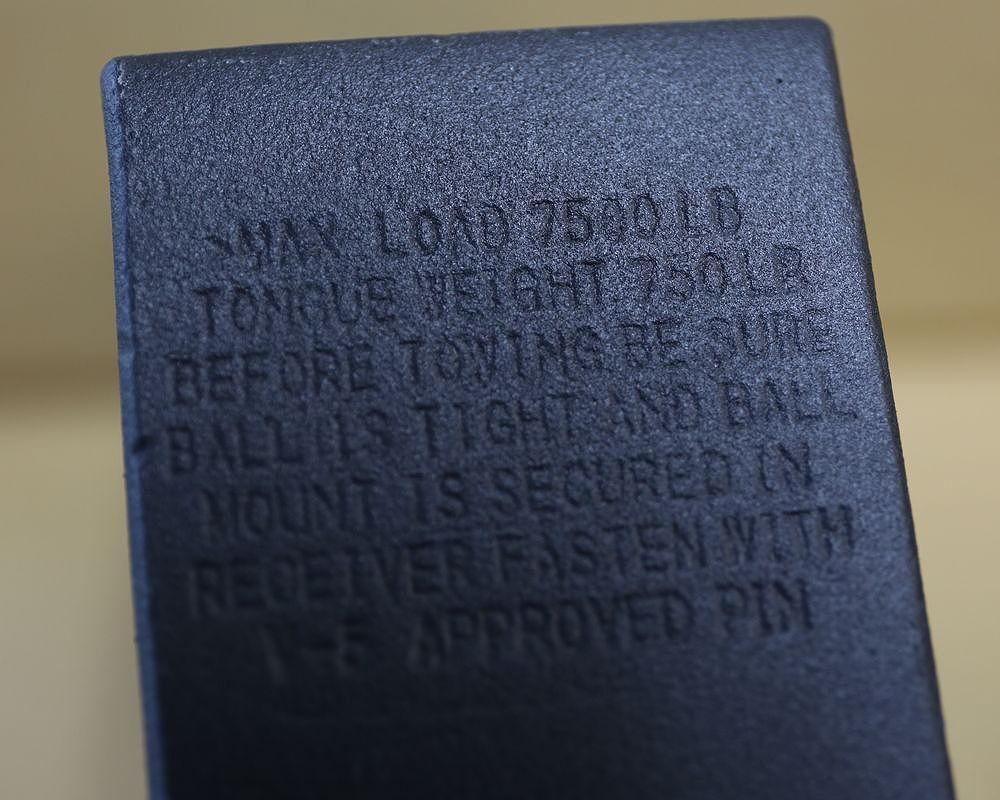 MAX LOAD 7500 LB
TONGUE WEIGHT 750 LB
BEFORE TOWING BE SURE
BALL IS TIGHT AND BALL
MOUNT IS SECURED IN
RECEIVER FASTEN WITH
APPROVED PIN